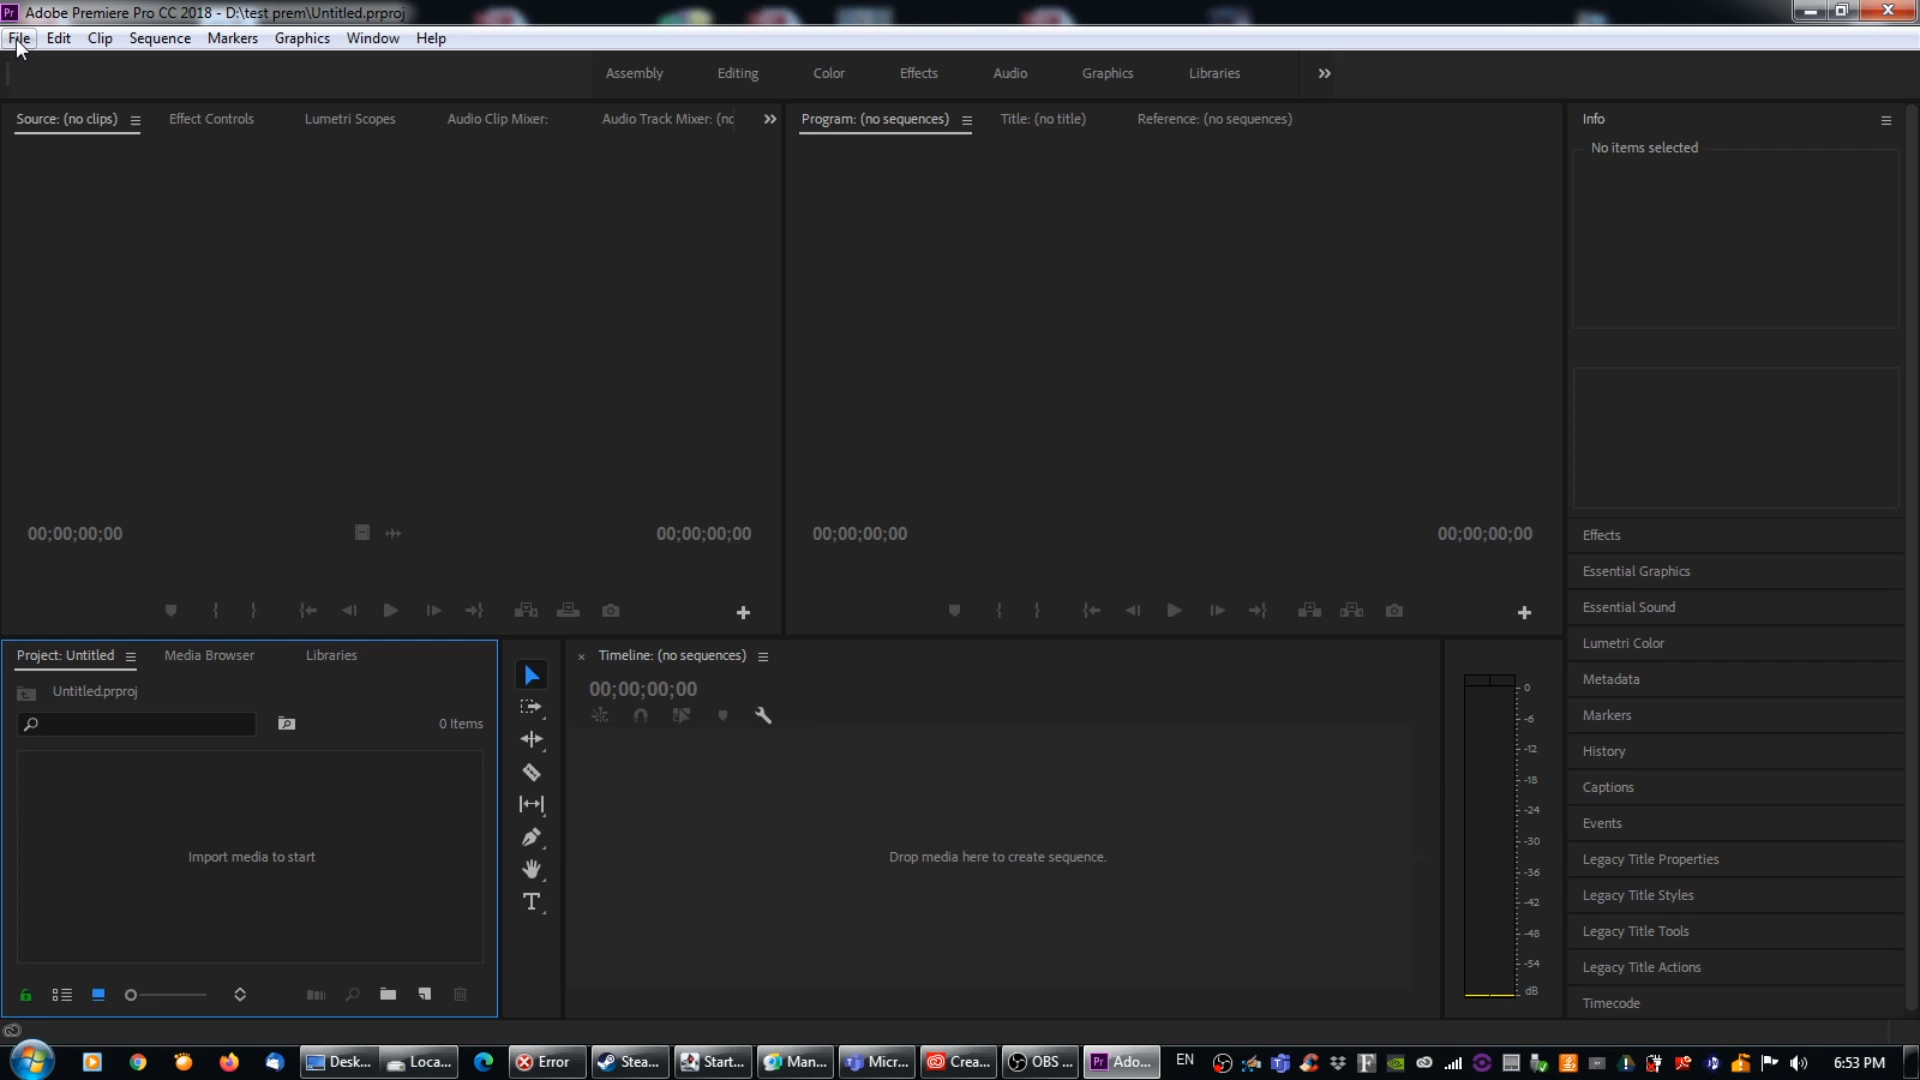 Pr Adobe Premiere Pro CC 2018 - D:\test prem\Untitled.prproj
File Edit Clip Sequence Markers Graphics Window Help
Assembly Editing Color Effects Audio Graphics Libraries
Source: (no clips) Effect Controls Lumetri Scopes Audio Clip Mixer: Audio Track Mixer: (nc
Program: (no sequences) Title: (no title) Reference: (no sequences)
Info
No items selected
00;00;00;00 00;00;00;00 00;00;00;00 00;00;00;00
Effects
Essential Graphics
Essential Sound
Lumetri Color
Metadata
Markers
History
Captions
Events
Legacy Title Properties
Legacy Title Styles
Legacy Title Tools
Legacy Title Actions
Timecode
Project: Untitled Media Browser Libraries
Untitled.prproj
0 Items
Import media to start
Timeline: (no sequences)
00;00;00;00
Drop media here to create sequence.
0
-6
-12
-18
-24
-30
-36
-42
-48
-54
dB
Desk... Loca... Error Stea... Start... Man... Micr... Crea... OBS ... Pr Ado... EN 6:53 PM